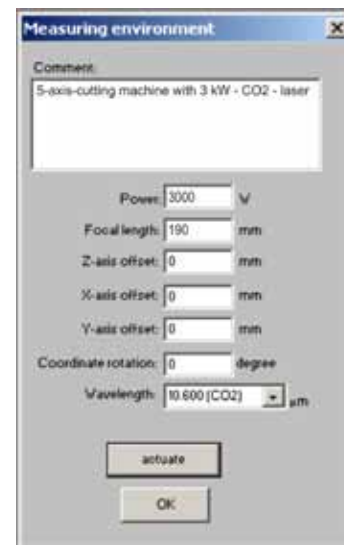 Measuring environment
Comment:
5-axis-cutting machine with 3 kW - CO2 - laser
Power: 3000 W
Focal length: 190 mm
Z-axis offset: 0 mm
X-axis offset: 0 mm
Y-axis offset: 0 mm
Coordinate rotation: 0 degree
Wavelength: 10.600 (CO2) µm
actuate
OK